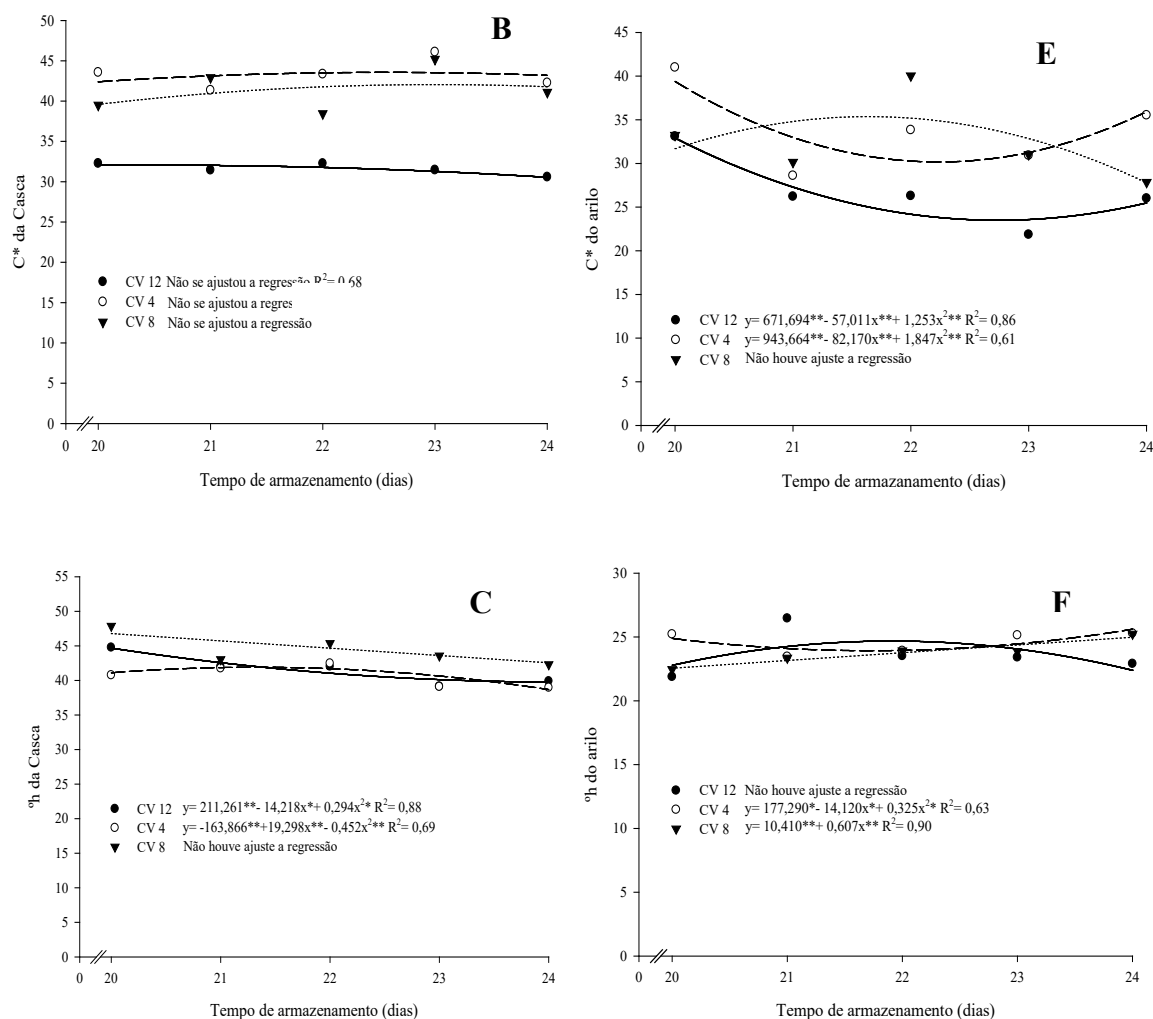 B
50
45
40
35
30
25
20
15
10
5
0
C* da Casca
CV 12 Não se ajustou a regressão R²= 0,68
CV 4 Não se ajustou a regres
CV 8 Não se ajustou a regressão
0 20 21 22 23 24
Tempo de armazenamento (dias)
E
45
40
35
30
25
20
15
10
5
0
C* do arilo
CV 12 y= 671,694**- 57,011x**+ 1,253x²** R²= 0,86
CV 4 y= 943,664**- 82,170x**+ 1,847x²** R²= 0,61
CV 8 Não houve ajuste a regressão
0 20 21 22 23 24
Tempo de armazanamento (dias)
C
55
50
45
40
35
30
25
20
15
10
5
0
ºh da Casca
CV 12 y= 211,261**- 14,218x*+ 0,294x²* R²= 0,88
CV 4 y= -163,866**+19,298x**- 0,452x²** R²= 0,69
CV 8 Não houve ajuste a regressão
0 20 21 22 23 24
Tempo de armazenamento (dias)
F
30
25
20
15
10
5
0
ºh do arilo
CV 12 Não houve ajuste a regressão
CV 4 y= 177,290*- 14,120x*+ 0,325x²* R²= 0,63
CV 8 y= 10,410**+ 0,607x** R²= 0,90
0 20 21 22 23 24
Tempo de armazenamento (dias)